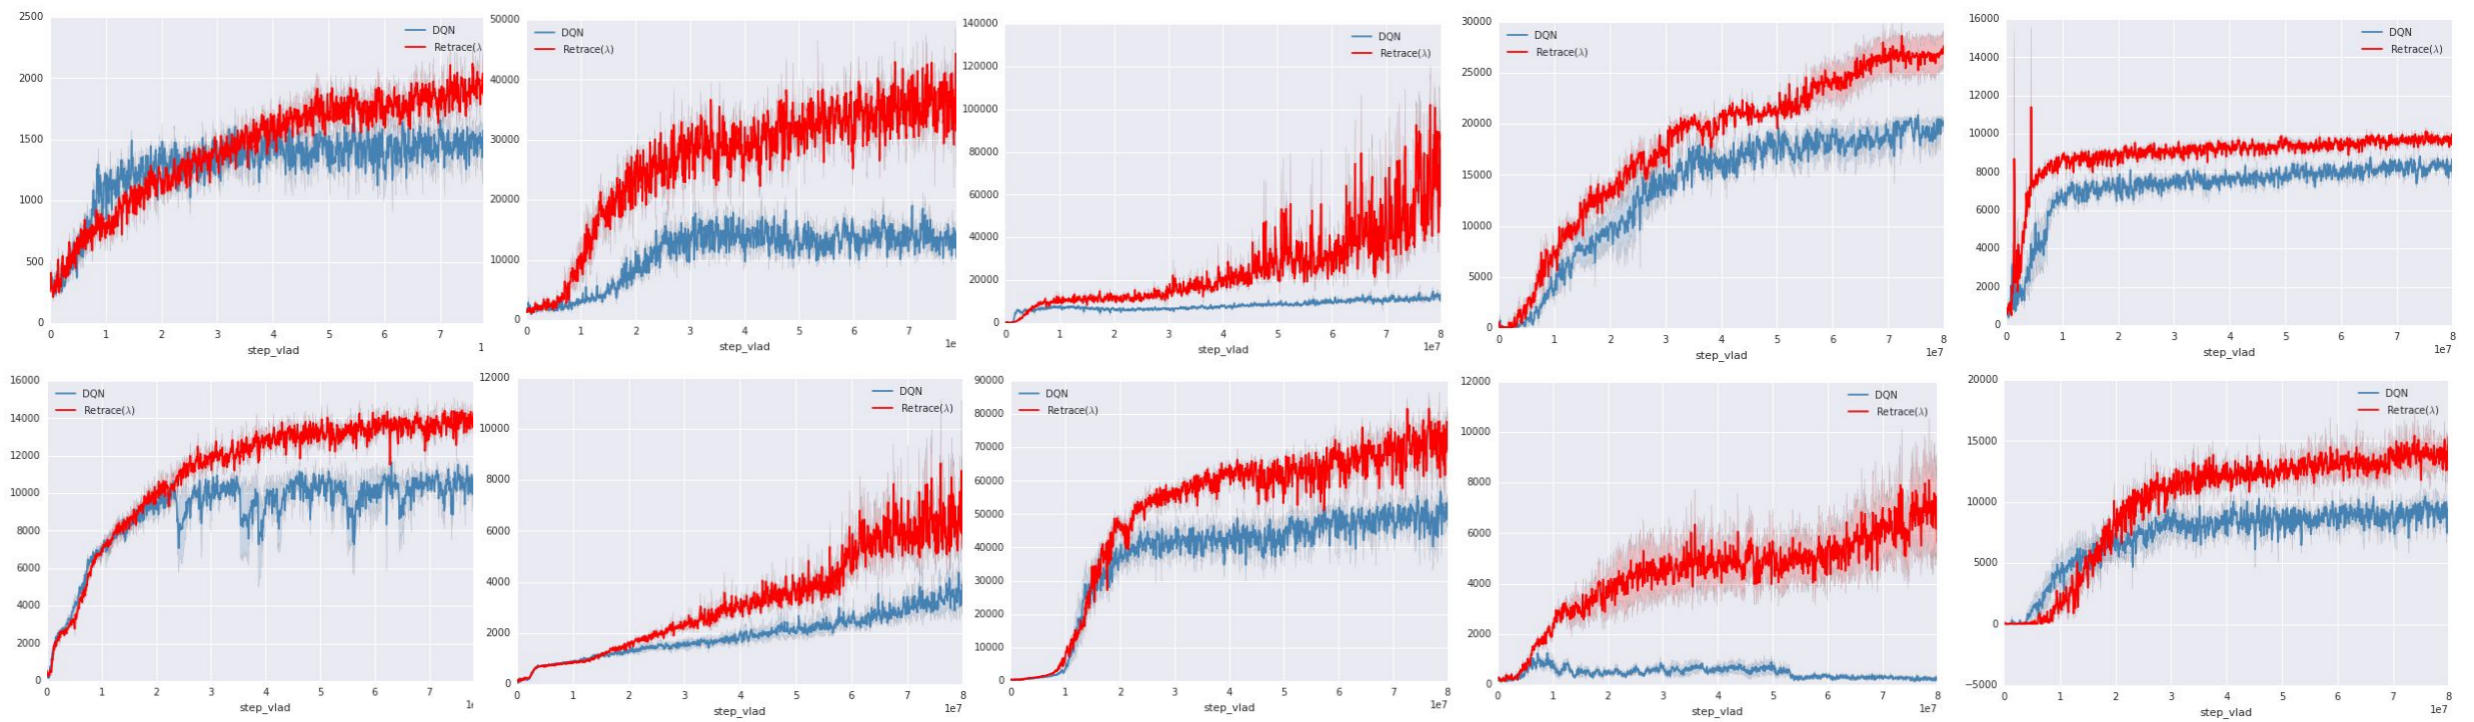 2500
2000
1500
1000
500
0
DQN
Retrace(λ
0 1 2 3 4 5 6 7
step_vlad
1
50000
40000
30000
20000
10000
0
DQN
Retrace(λ)
0 1 2 3 4 5 6 7
step_vlad
1e
140000
120000
100000
80000
60000
40000
20000
0
DQN
Retrace(λ)
0 1 2 3 4 5 6 7 8
step_vlad
1e7
30000
25000
20000
15000
10000
5000
0
DQN
Retrace(λ)
0 1 2 3 4 5 6 7 8
step_vlad
1e7
16000
14000
12000
10000
8000
6000
4000
2000
0
DQN
Retrace(λ)
0 1 2 3 4 5 6 7 8
step_vlad
1e7
16000
14000
12000
10000
8000
6000
4000
2000
0
DQN
Retrace(λ)
0 1 2 3 4 5 6 7
step_vlad
1
12000
10000
8000
6000
4000
2000
0
DQN
Retrace(λ)
0 1 2 3 4 5 6 7 8
step_vlad
1e7
90000
80000
70000
60000
50000
40000
30000
20000
10000
0
DQN
Retrace(λ)
0 1 2 3 4 5 6 7 8
step_vlad
1e7
12000
10000
8000
6000
4000
2000
0
DQN
Retrace(λ)
0 1 2 3 4 5 6 7 8
step_vlad
1e7
20000
15000
10000
5000
0
−5000
DQN
Retrace(λ)
0 1 2 3 4 5 6 7 8
step_vlad
1e7